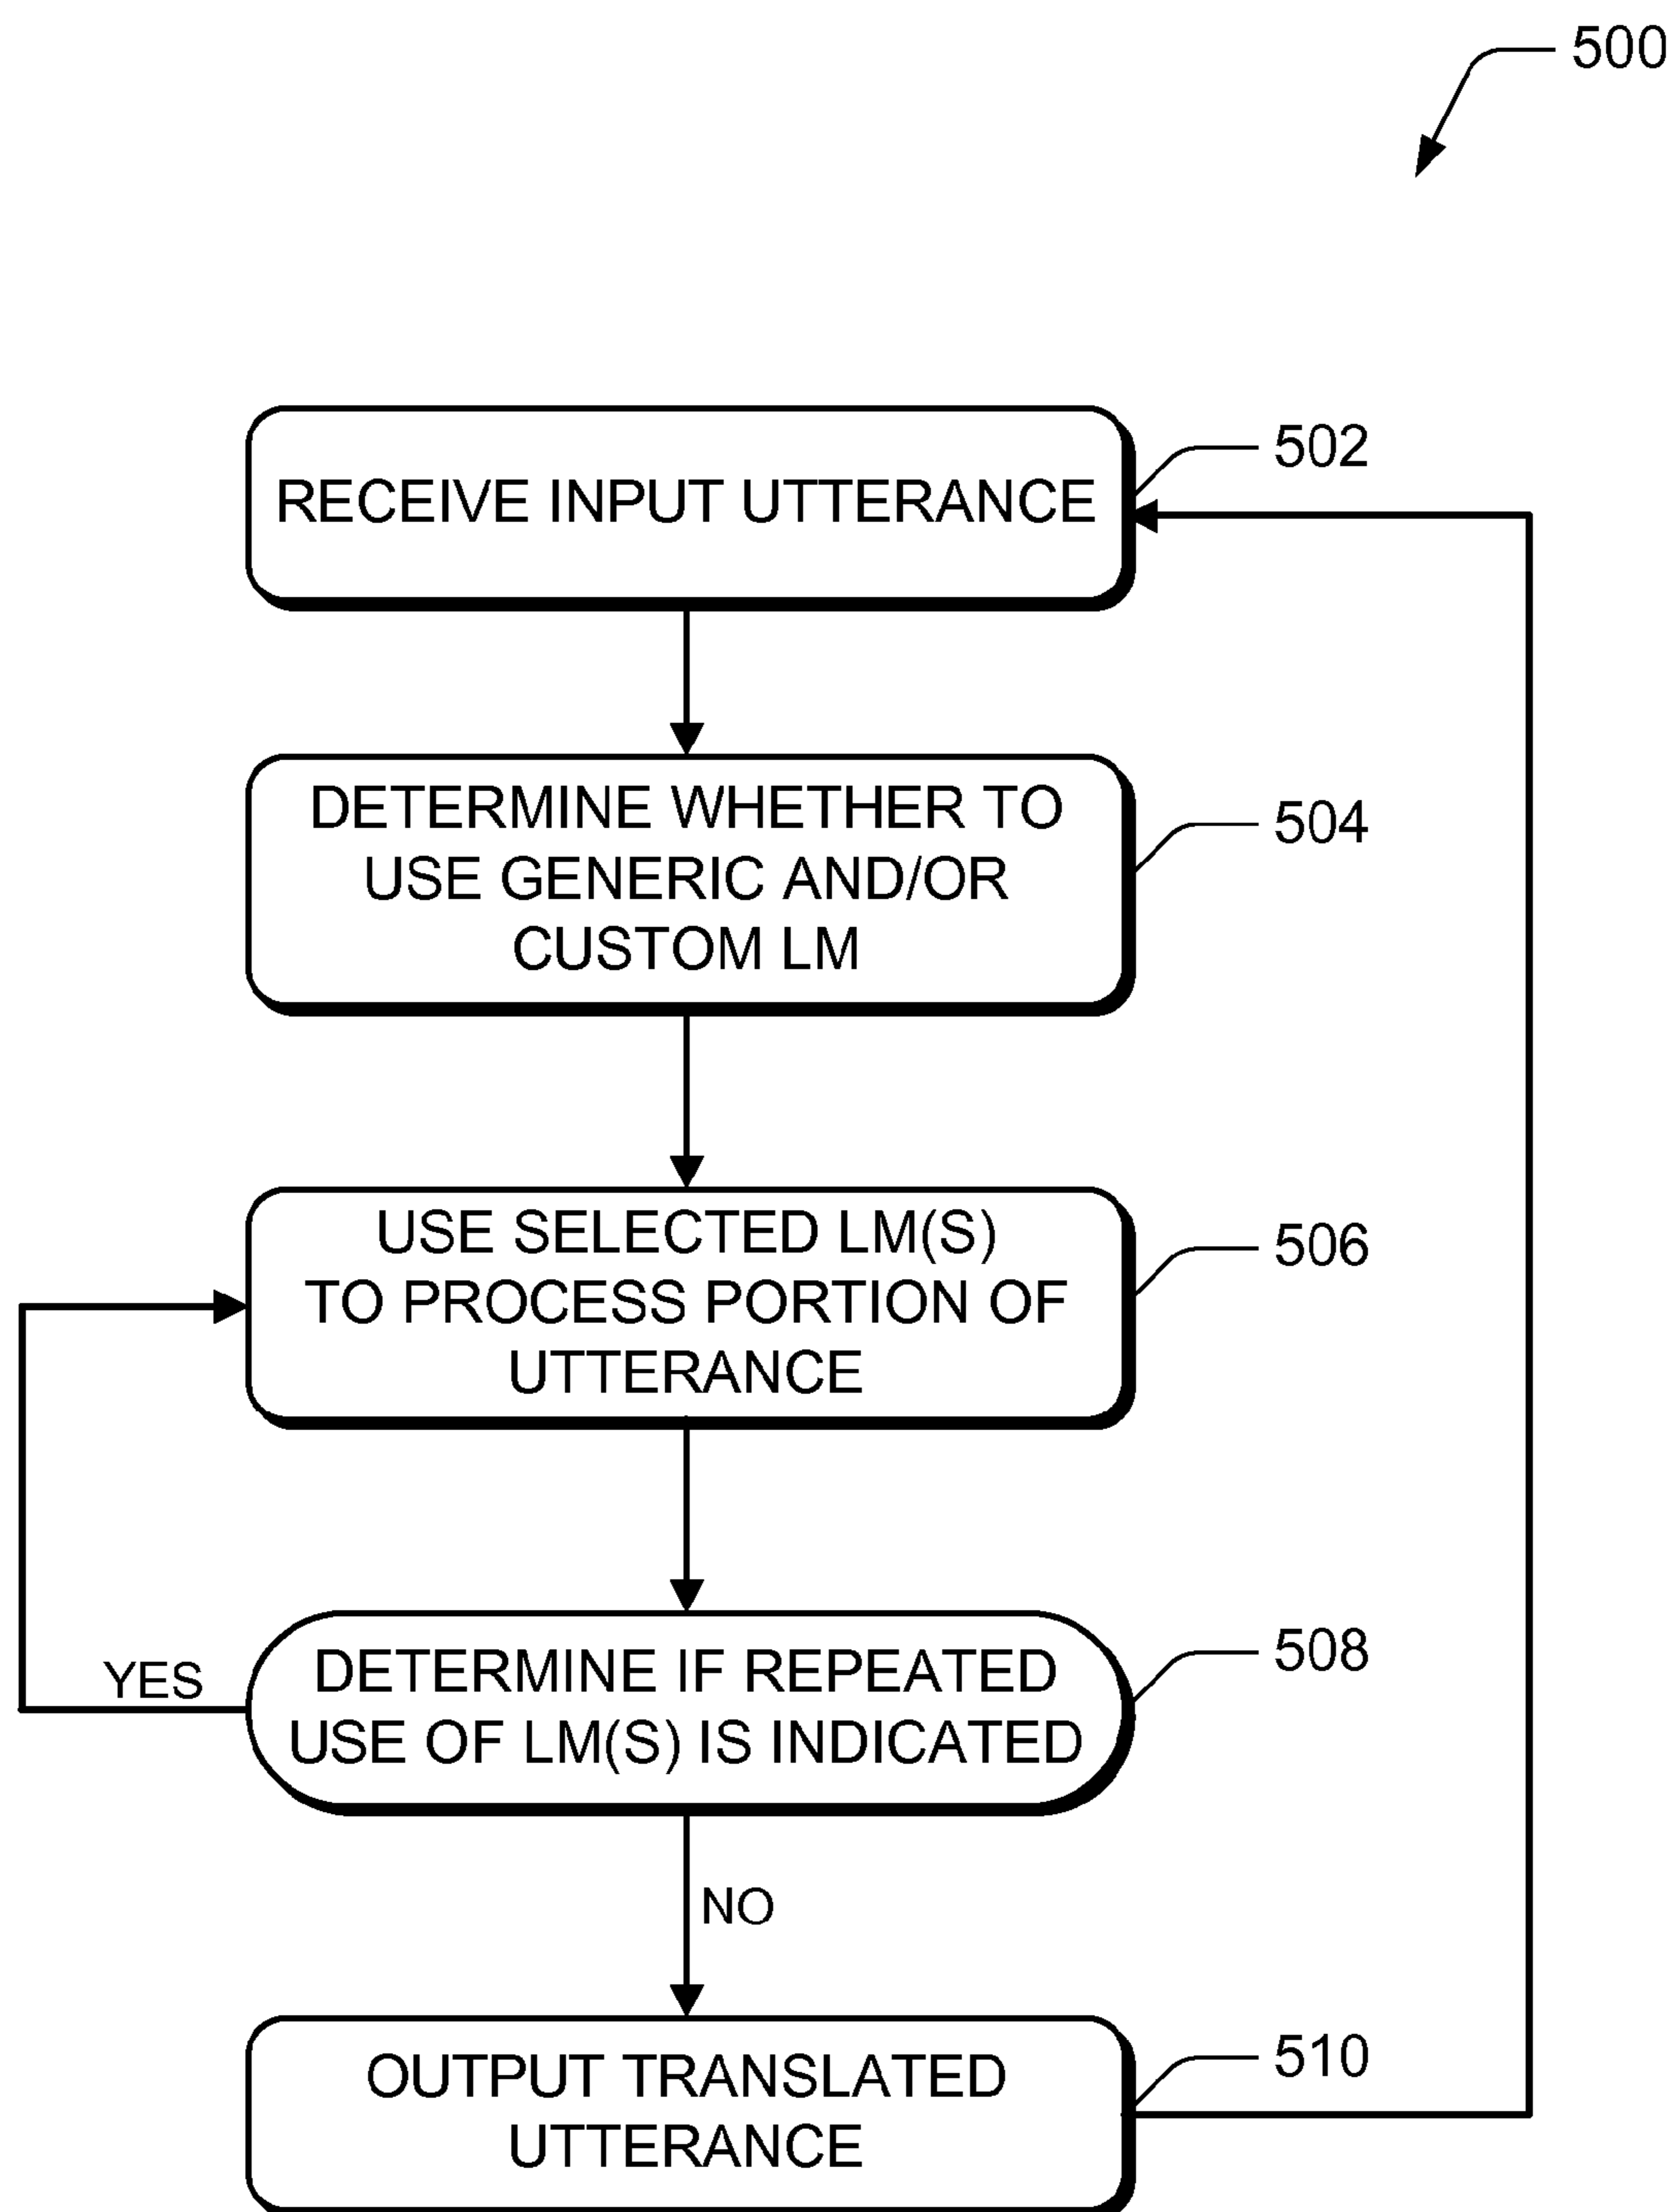 500
RECEIVE INPUT UTTERANCE
502
DETERMINE WHETHER TO
USE GENERIC AND/OR
CUSTOM LM
504
USE SELECTED LM(S)
TO PROCESS PORTION OF
UTTERANCE
506
DETERMINE IF REPEATED
USE OF LM(S) IS INDICATED
508
YES
NO
OUTPUT TRANSLATED
UTTERANCE
510